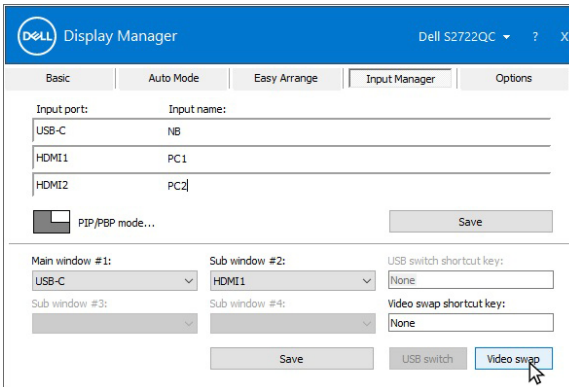 DELL Display Manager Dell S2722QC ? X
Basic Auto Mode Easy Arrange Input Manager Options
Input port: Input name:
USB-C NB
HDMI1 PC1
HDMI2 PC2
PIP/PBP mode... Save
Main window #1: Sub window #2: USB switch shortcut key:
USB-C HDMI1 None
Sub window #3: Sub window #4: Video swap shortcut key:
None
Save USB switch Video swap